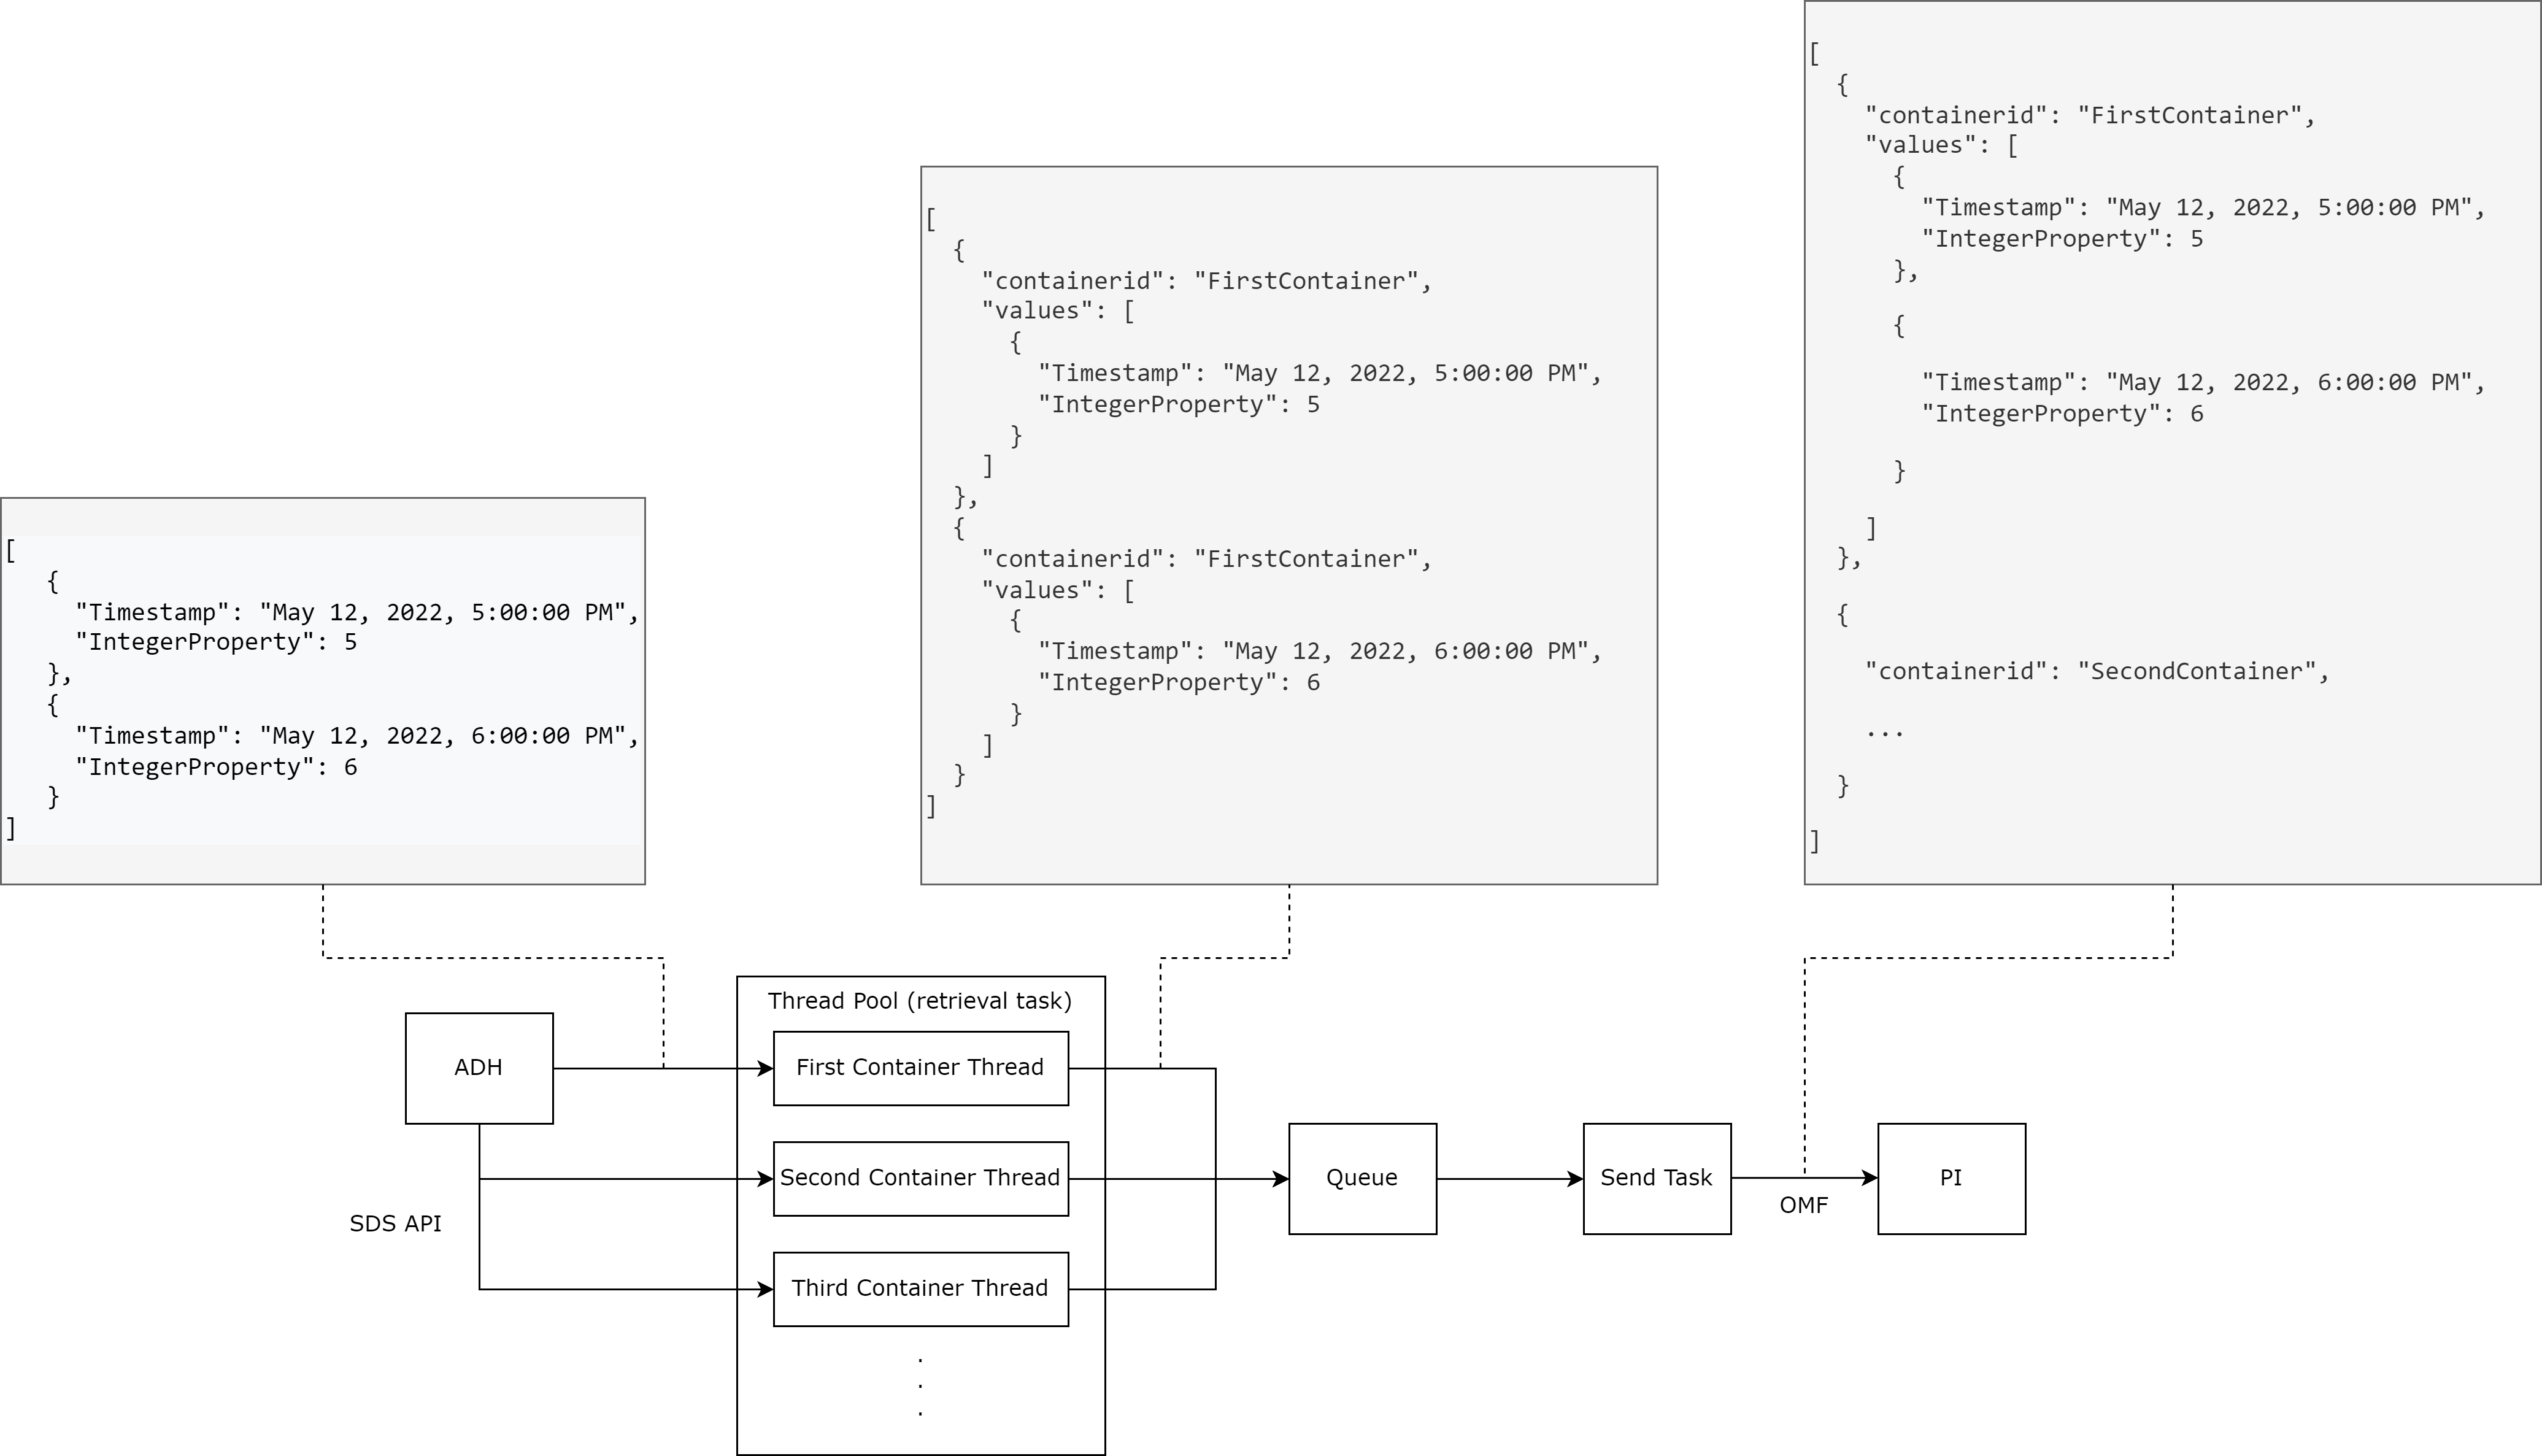 [
  {
    "containerid": "FirstContainer",
    "values": [
      {
        "Timestamp": "May 12, 2022, 5:00:00 PM",
        "IntegerProperty": 5
      },
      {
        "Timestamp": "May 12, 2022, 6:00:00 PM",
        "IntegerProperty": 6
      }
    ]
  },
  {
    "containerid": "SecondContainer",
    ...
  }
]
[
  {
    "containerid": "FirstContainer",
    "values": [
      {
        "Timestamp": "May 12, 2022, 5:00:00 PM",
        "IntegerProperty": 5
      }
    ]
  },
  {
    "containerid": "FirstContainer",
    "values": [
      {
        "Timestamp": "May 12, 2022, 6:00:00 PM",
        "IntegerProperty": 6
      }
    ]
  }
]
[
   {
     "Timestamp": "May 12, 2022, 5:00:00 PM",
     "IntegerProperty": 5
   },
   {
     "Timestamp": "May 12, 2022, 6:00:00 PM",
     "IntegerProperty": 6
   }
]
Thread Pool (retrieval task)
ADH
First Container Thread
Second Container Thread
Queue
Send Task
PI
OMF
SDS API
Third Container Thread
.
.
.